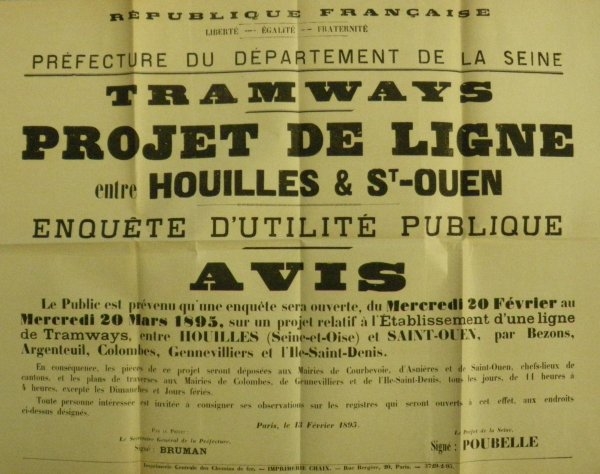 RÉPUBLIQUE FRANÇAISE
LIBERTÉ — ÉGALITÉ — FRATERNITÉ
PRÉFECTURE DU DÉPARTEMENT DE LA SEINE
TRAMWAYS
PROJET DE LIGNE
entre HOUILLES & ST-OUEN
ENQUÊTE D'UTILITÉ PUBLIQUE
AVIS
Le Public est prévenu qu'une enquête sera ouverte, du Mercredi 20 Février au
Mercredi 20 Mars 1895, sur un projet relatif à l'Établissement d'une ligne
de Tramways, entre HOUILLES (Seine-et-Oise) et SAINT-OUEN, par Bezons,
Argenteuil, Colombes, Gennevilliers et l'Ile-Saint-Denis.
En conséquence, les pièces de ce projet seront déposées aux Mairies de Courbevoie, d'Asnières et de Saint-Ouen, chefs-lieux de
cantons, et les plans de traverses aux Mairies de Colombes, de Gennevilliers et de l'Ile-Saint-Denis, tous les jours, de 11 heures à
4 heures, excepté les Dimanches et Jours fériés.
Toute personne intéressée est invitée à consigner ses observations sur les registres qui seront ouverts à cet effet, aux endroits
ci-dessus désignés.
Paris, le 13 Février 1895.
Par le Préfet:
Le Secrétaire Général de la Préfecture,
Signé: BRUMAN
Le Préfet de la Seine,
Signé: POUBELLE
Imprimerie Centrale des Chemins de fer. — IMPRIMERIE CHAIX. — Rue Bergère, 20, Paris. —